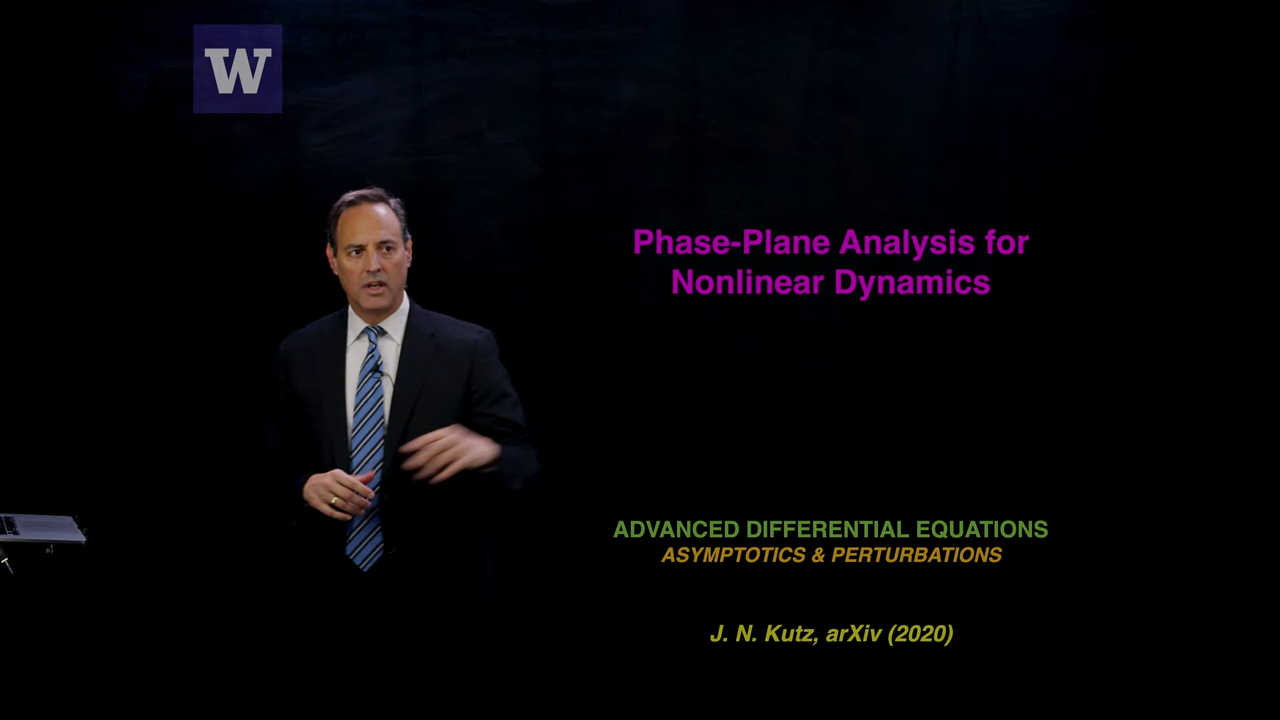 W
Phase-Plane Analysis for
Nonlinear Dynamics
ADVANCED DIFFERENTIAL EQUATIONS
ASYMPTOTICS & PERTURBATIONS
J. N. Kutz, arXiv (2020)